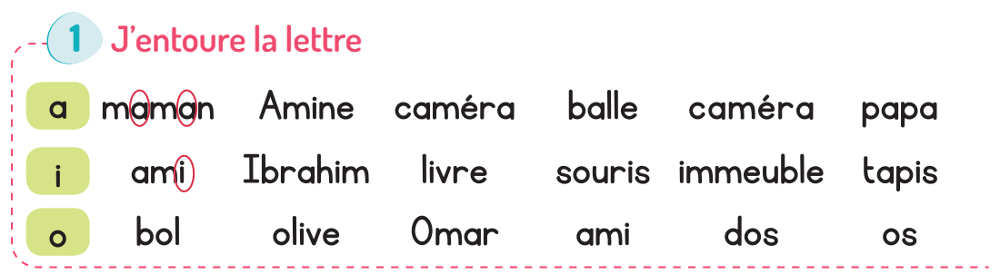 1 J'entoure la lettre
a maman Amine caméra balle caméra papa
i ami Ibrahim livre souris immeuble tapis
o bol olive Omar ami dos os